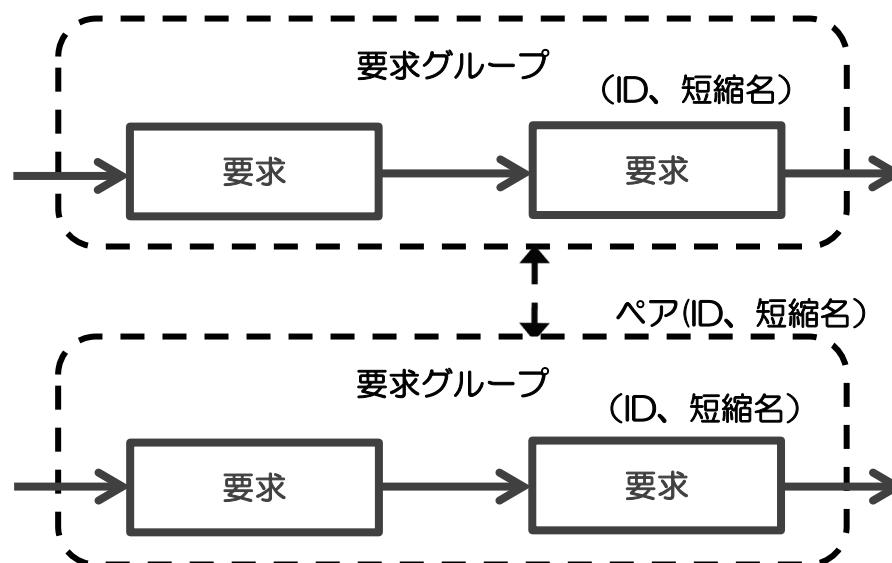 要求グループ
（ID、短縮名）
要求
要求
ペア(ID、短縮名）
要求グループ
（ID、短縮名）
要求
要求